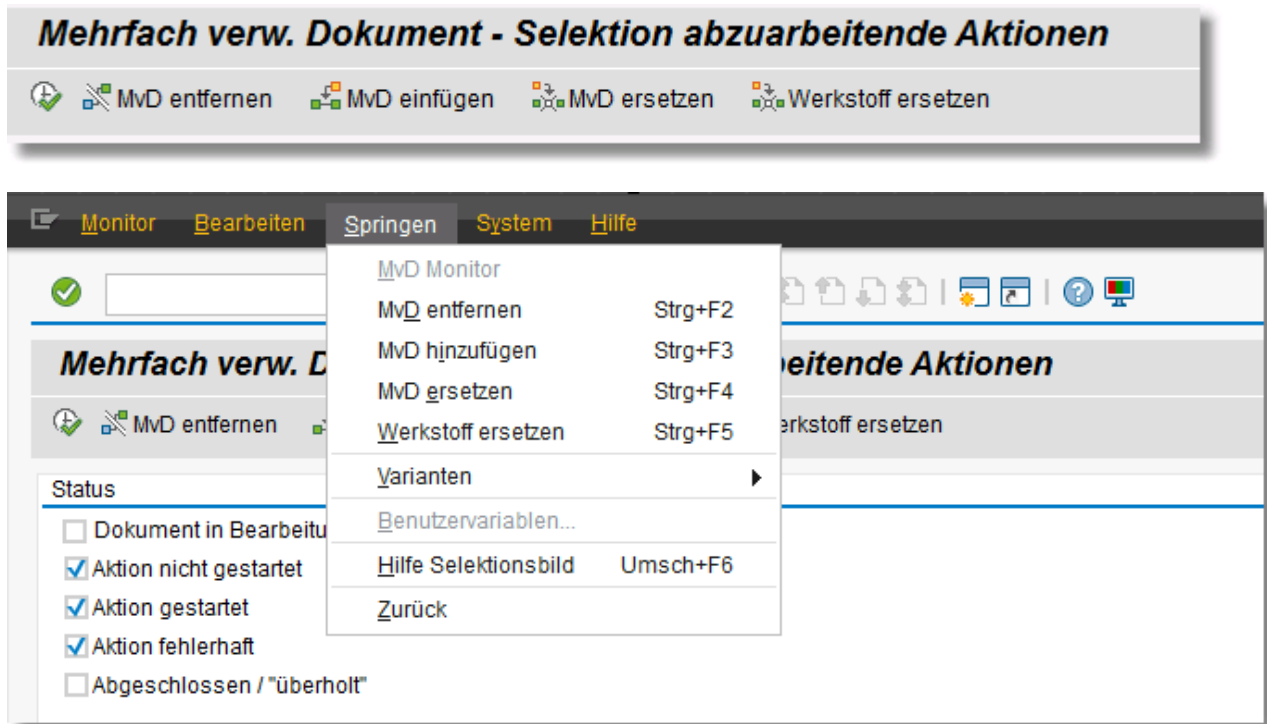 Mehrfach verw. Dokument - Selektion abzuarbeitende Aktionen
MvD entfernen MvD einfügen MvD ersetzen Werkstoff ersetzen
Monitor Bearbeiten Springen System Hilfe
MvD Monitor
MvD entfernen Strg+F2
MvD hinzufügen Strg+F3
MvD ersetzen Strg+F4
Werkstoff ersetzen Strg+F5
Varianten
Benutzervariablen...
Hilfe Selektionsbild Umsch+F6
Zurück
Mehrfach verw. D eitende Aktionen
MvD entfernen erkstoff ersetzen
Status
Dokument in Bearbeitu
Aktion nicht gestartet
Aktion gestartet
Aktion fehlerhaft
Abgeschlossen / "überholt"